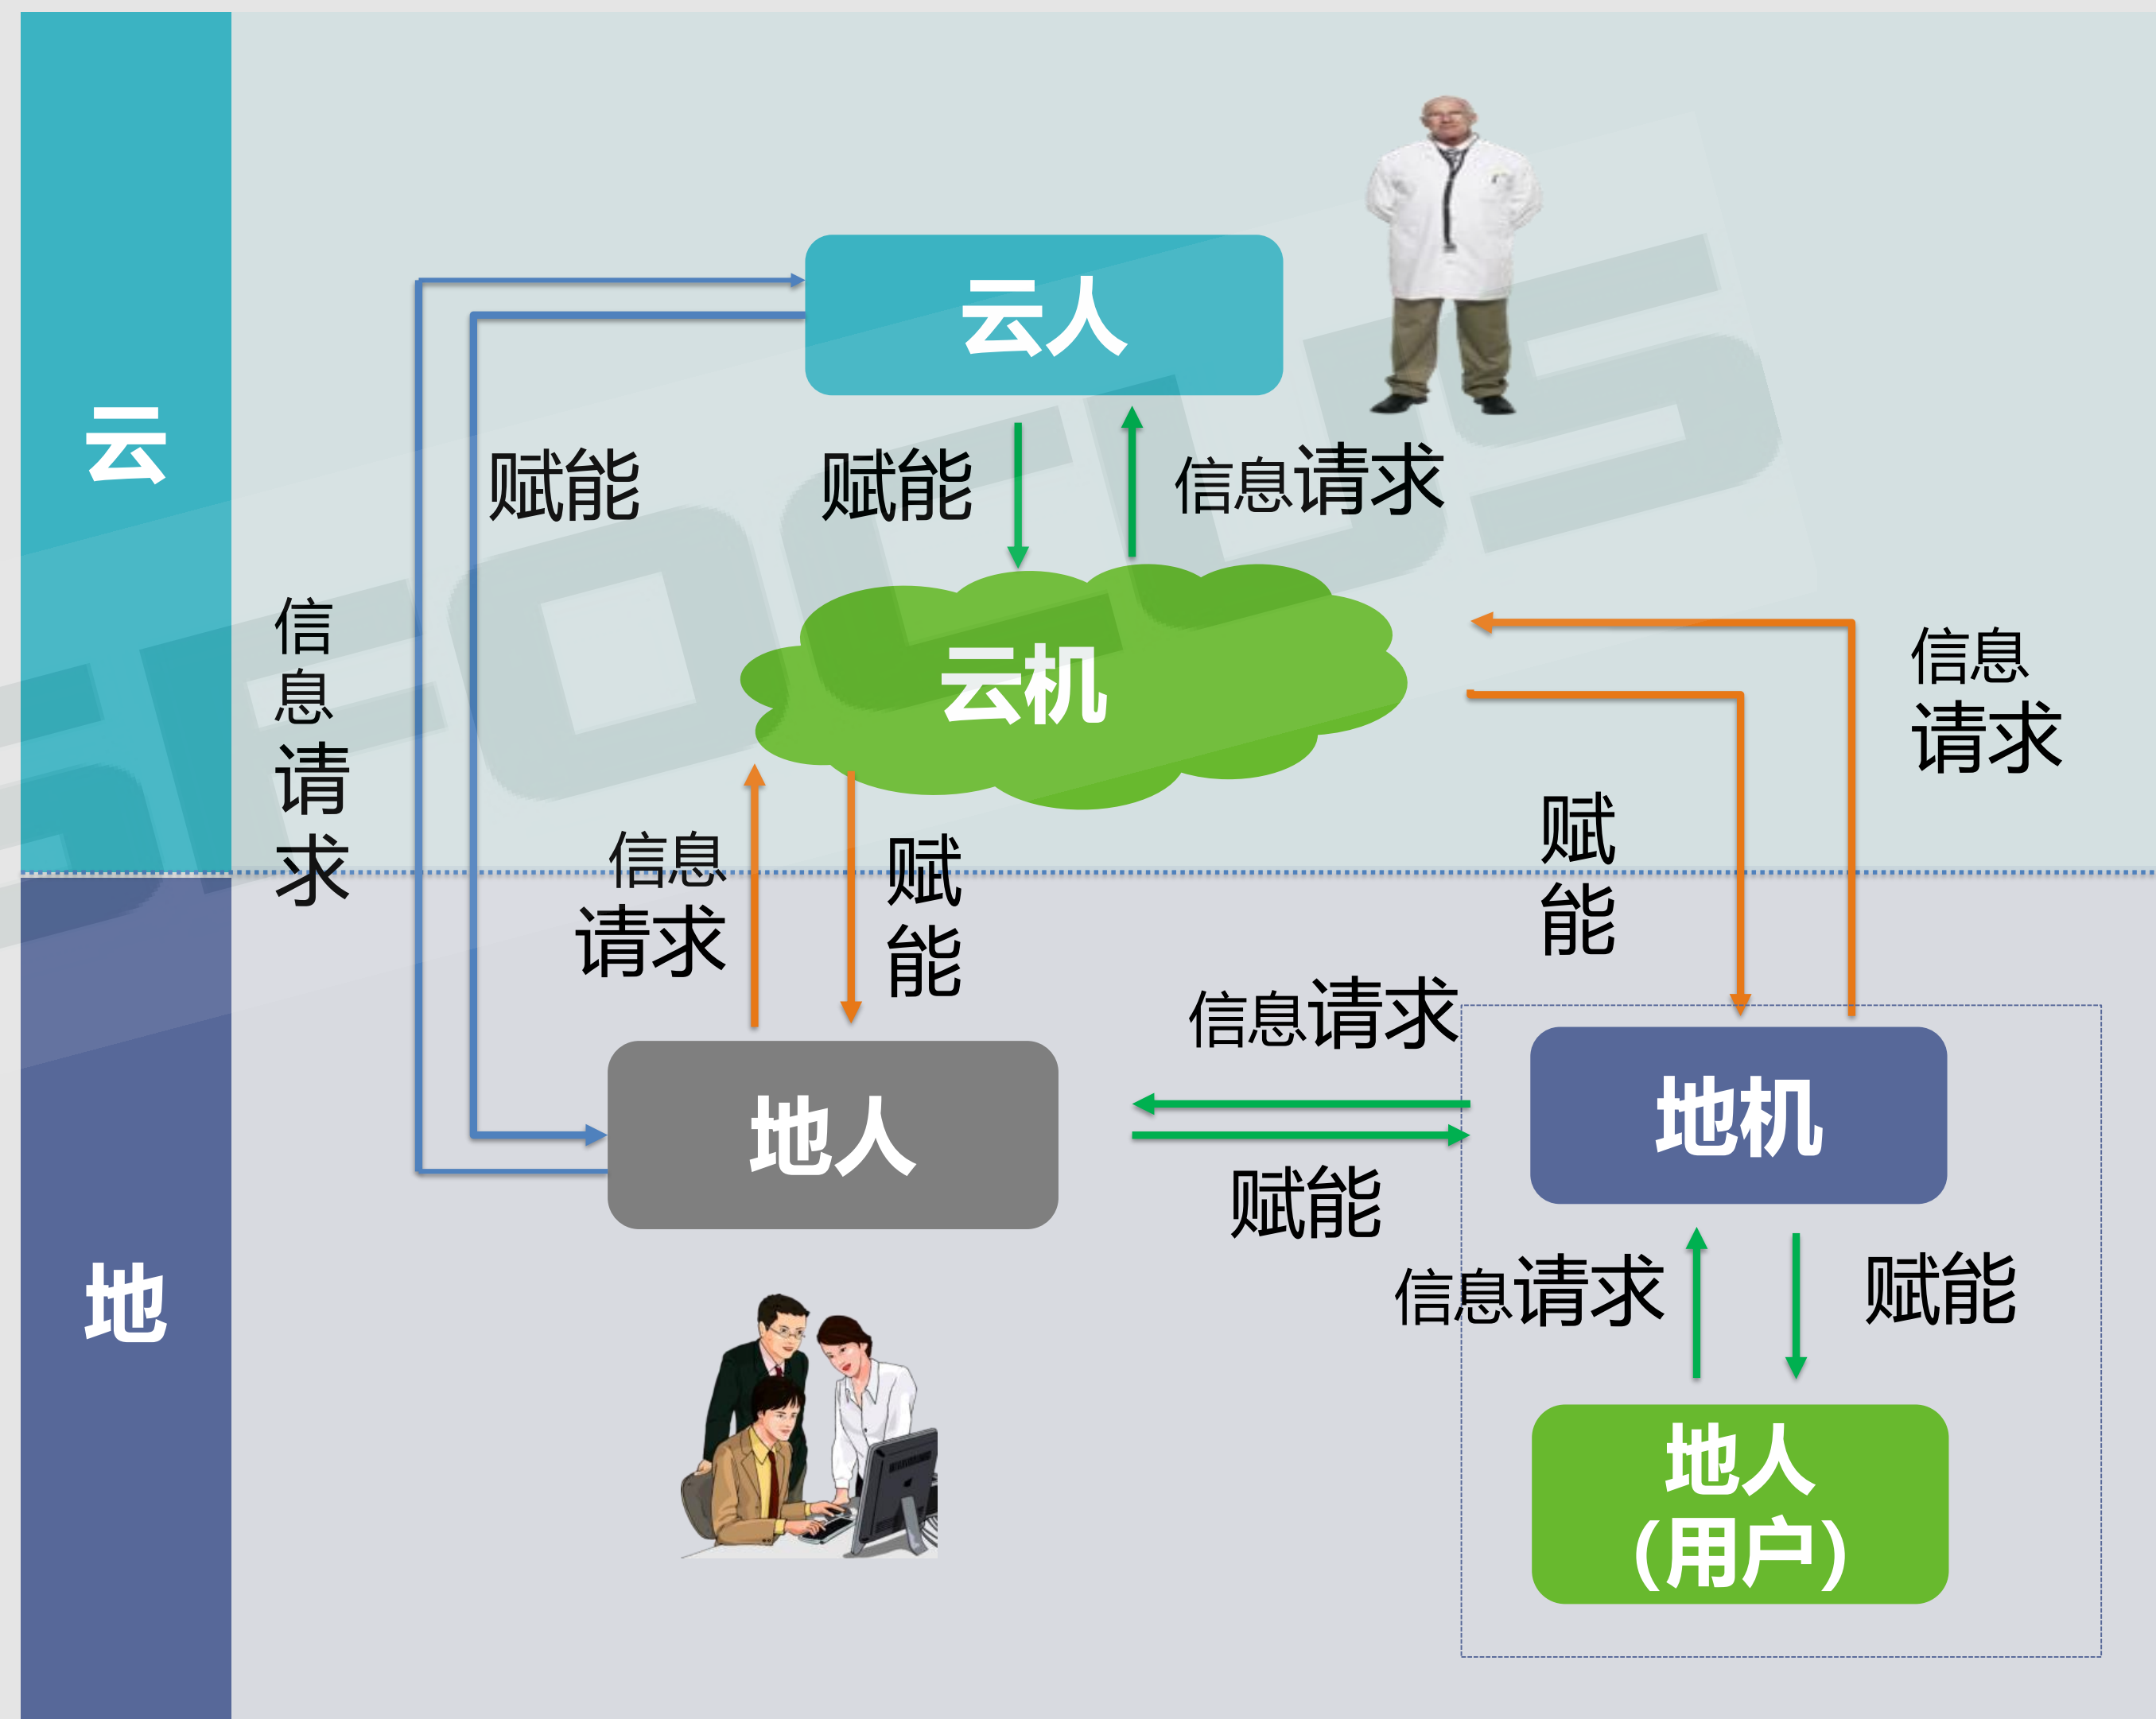 云人
赋能
赋能
信息请求
云
云机
信
息
请
求
信息
请求
赋
能
信息
请求
赋
能
信息请求
地人
地机
赋能
信息请求
赋能
地
地人
(用户)